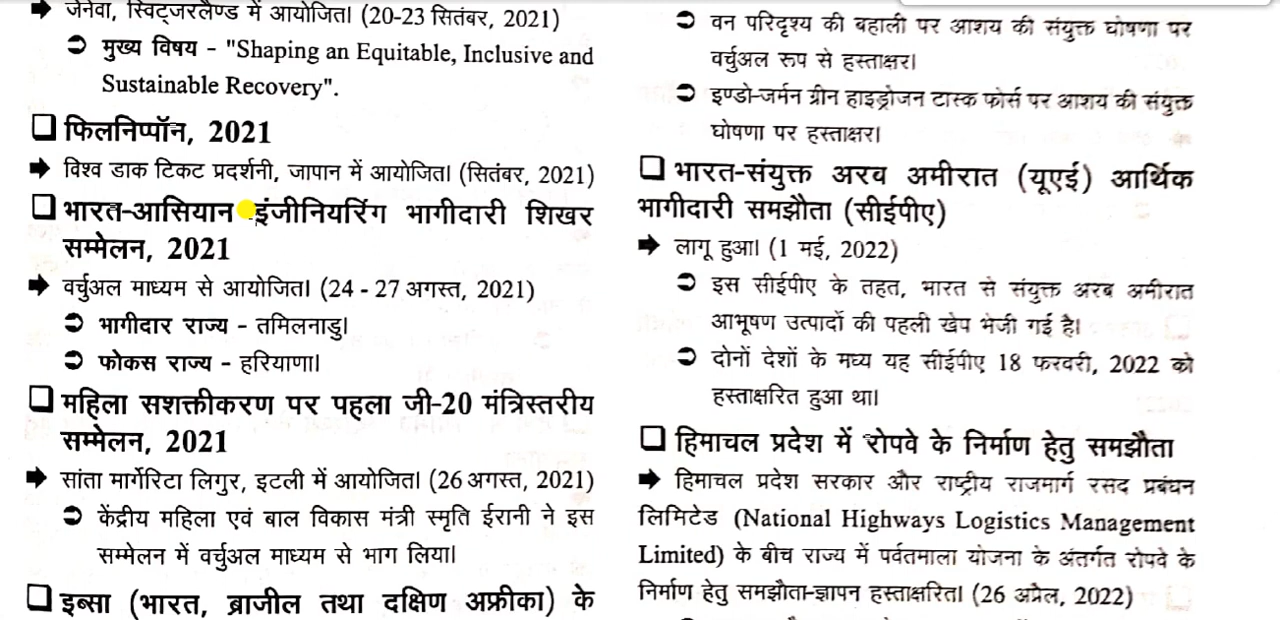 ➡ जेनेवा, स्विट्जरलैण्ड में आयोजित। (20-23 सितंबर, 2021)
➲ मुख्य विषय - "Shaping an Equitable, Inclusive and
Sustainable Recovery".
❑ फिलनिप्पॉन, 2021
➡ विश्व डाक टिकट प्रदर्शनी, जापान में आयोजित। (सितंबर, 2021)
❑ भारत-आसियान इंजीनियरिंग भागीदारी शिखर
सम्मेलन, 2021
➡ वर्चुअल माध्यम से आयोजित। (24 - 27 अगस्त, 2021)
➲ भागीदार राज्य - तमिलनाडु।
➲ फोकस राज्य - हरियाणा।
❑ महिला सशक्तीकरण पर पहला जी-20 मंत्रिस्तरीय
सम्मेलन, 2021
➡ सांता मार्गेरिटा लिगुर, इटली में आयोजित। (26 अगस्त, 2021)
➲ केंद्रीय महिला एवं बाल विकास मंत्री स्मृति ईरानी ने इस
सम्मेलन में वर्चुअल माध्यम से भाग लिया।
❑ इब्सा (भारत, ब्राजील तथा दक्षिण अफ्रीका) के
➲ वन परिदृश्य की बहाली पर आशय की संयुक्त घोषणा पर
वर्चुअल रूप से हस्ताक्षर।
➲ इण्डो-जर्मन ग्रीन हाइड्रोजन टास्क फोर्स पर आशय की संयुक्त
घोषणा पर हस्ताक्षर।
❑ भारत-संयुक्त अरब अमीरात (यूएई) आर्थिक
भागीदारी समझौता (सीईपीए)
➡ लागू हुआ। (1 मई, 2022)
➲ इस सीईपीए के तहत, भारत से संयुक्त अरब अमीरात
आभूषण उत्पादों की पहली खेप भेजी गई है।
➲ दोनों देशों के मध्य यह सीईपीए 18 फरवरी, 2022 को
हस्ताक्षरित हुआ था।
❑ हिमाचल प्रदेश में रोपवे के निर्माण हेतु समझौता
➡ हिमाचल प्रदेश सरकार और राष्ट्रीय राजमार्ग रसद प्रबंधन
लिमिटेड (National Highways Logistics Management
Limited) के बीच राज्य में पर्वतमाला योजना के अंतर्गत रोपवे के
निर्माण हेतु समझौता-ज्ञापन हस्ताक्षरित। (26 अप्रैल, 2022)